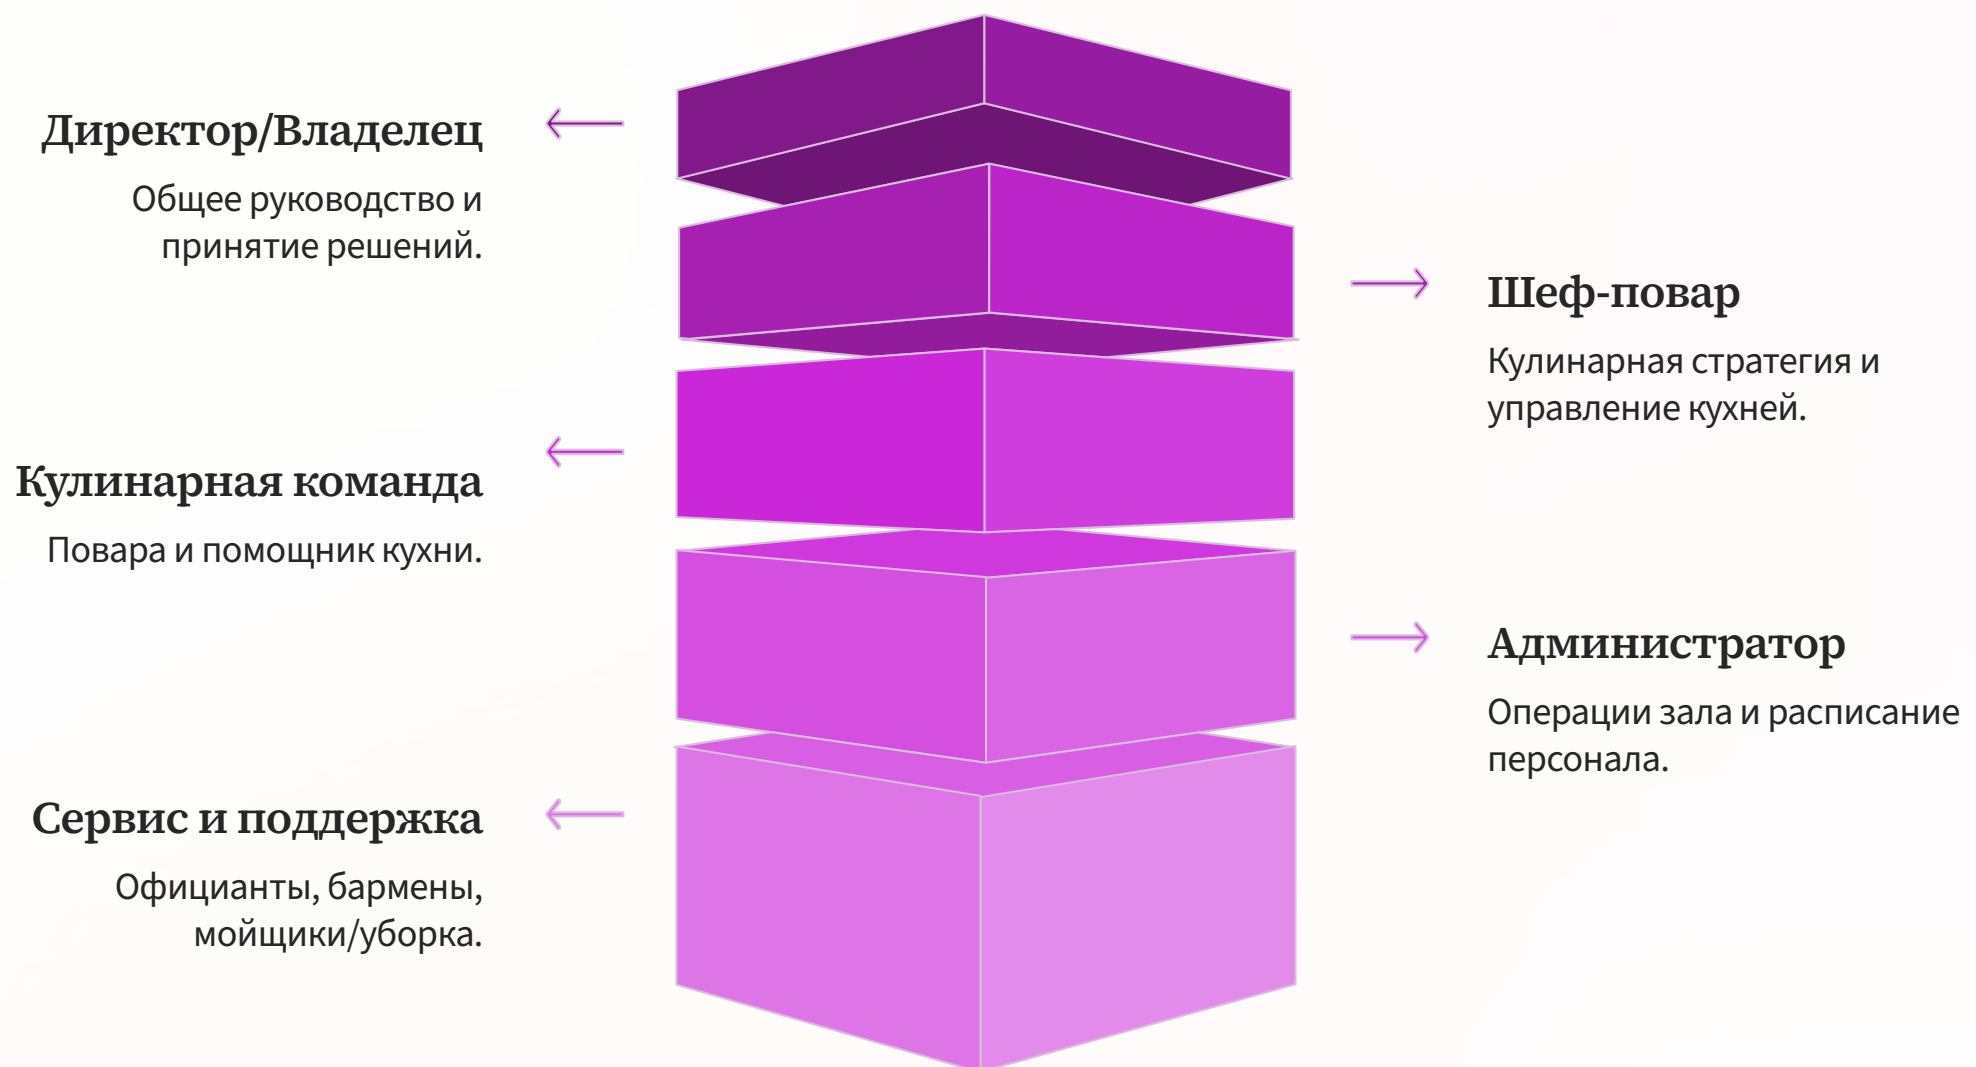 Директор/Владелец
Общее руководство и
принятие решений.
Шеф-повар
Кулинарная стратегия и
управление кухней.
Кулинарная команда
Повара и помощник кухни.
Администратор
Операции зала и расписание
персонала.
Сервис и поддержка
Официанты, бармены,
мойщики/уборка.